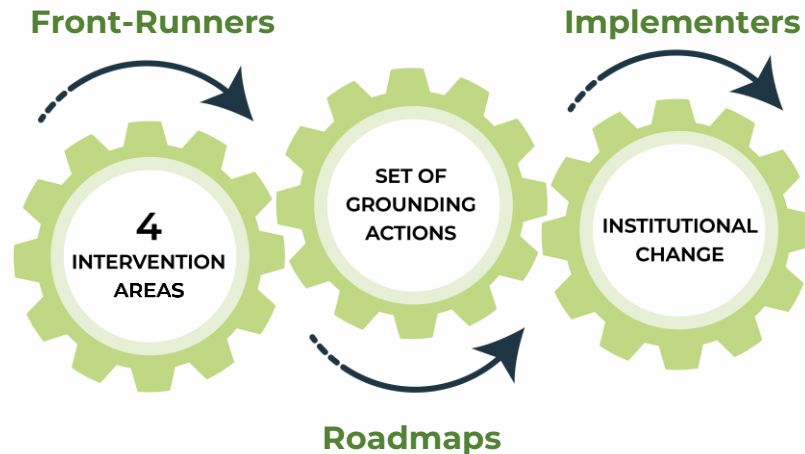 Front-Runners
Implementers
4
INTERVENTION
AREAS
SET OF
GROUNDING
ACTIONS
INSTITUTIONAL
CHANGE
Roadmaps